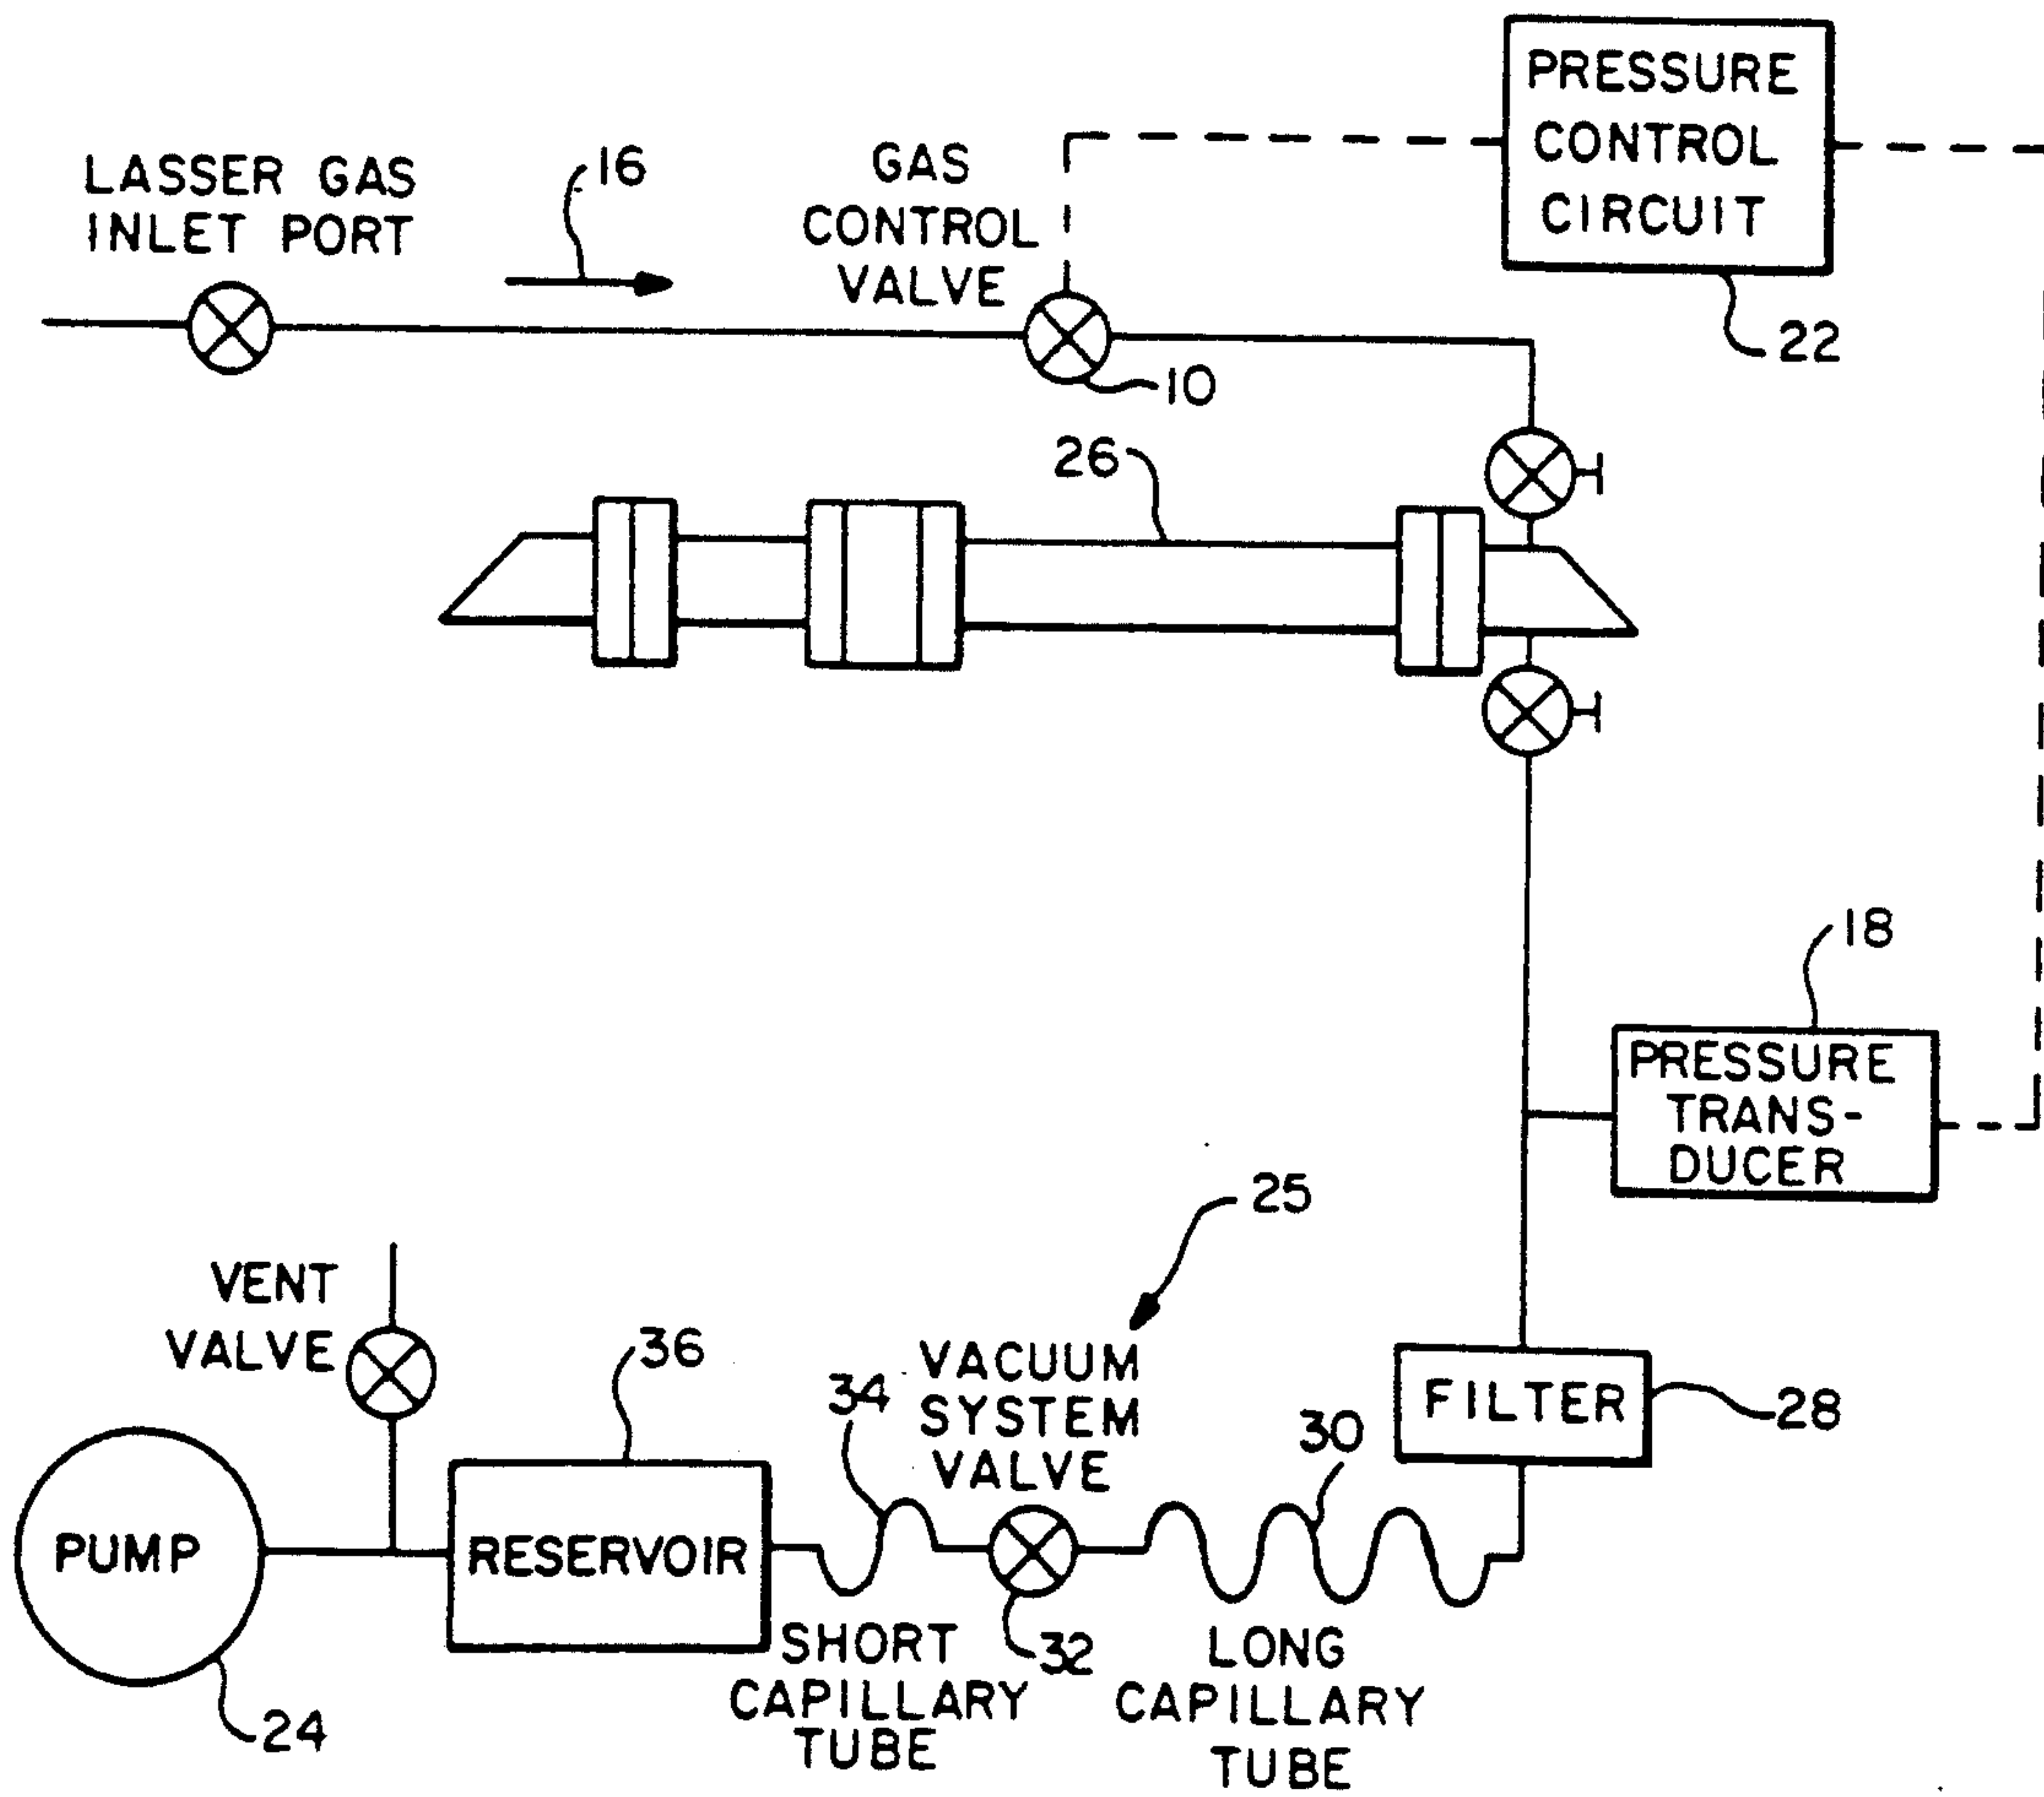 PRESSURE
CONTROL
CIRCUIT
22
LASSER GAS
INLET PORT
16
GAS
CONTROL
VALVE
10
26
18
PRESSURE
TRANS-
DUCER
25
VENT
VALVE
36
34
VACUUM
SYSTEM
VALVE
30
FILTER
28
PUMP
RESERVOIR
24
SHORT
CAPILLARY
TUBE
32
LONG
CAPILLARY
TUBE